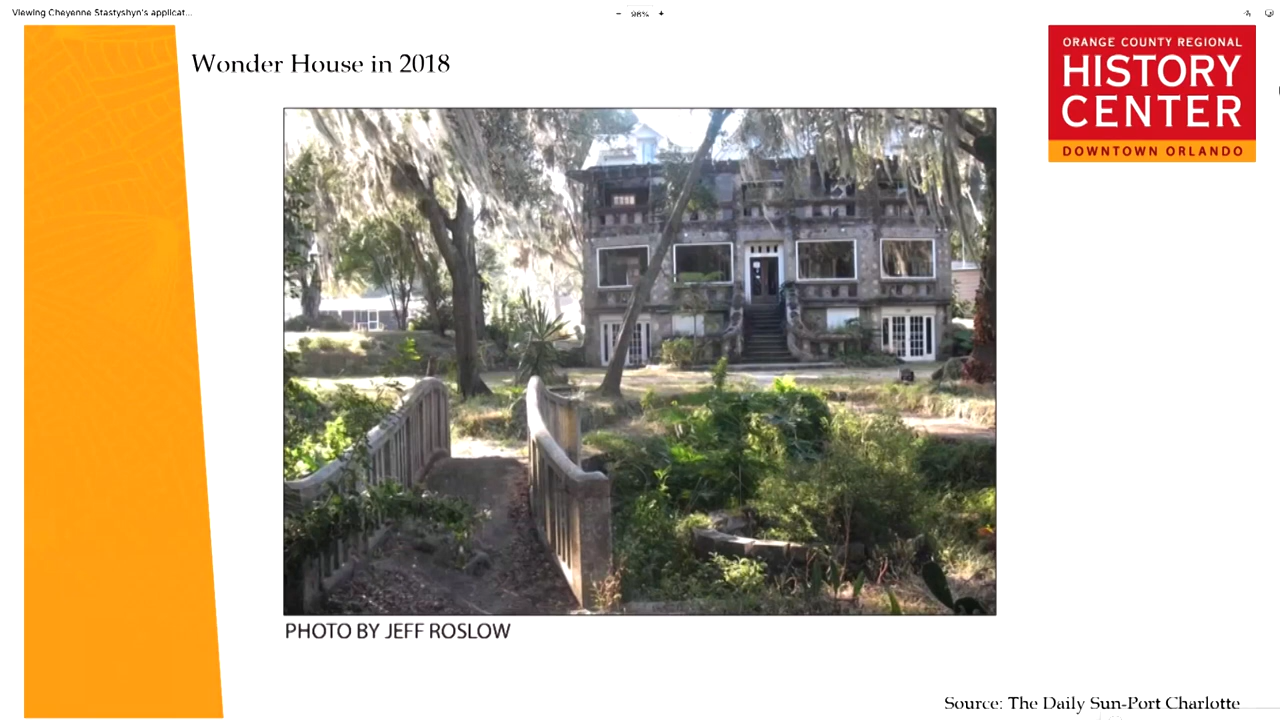 Viewing Cheyenne Stastyshyn's applicat...
− 96% +
Wonder House in 2018
ORANGE COUNTY REGIONAL
HISTORY
CENTER
DOWNTOWN ORLANDO
PHOTO BY JEFF ROSLOW
Source: The Daily Sun-Port Charlotte